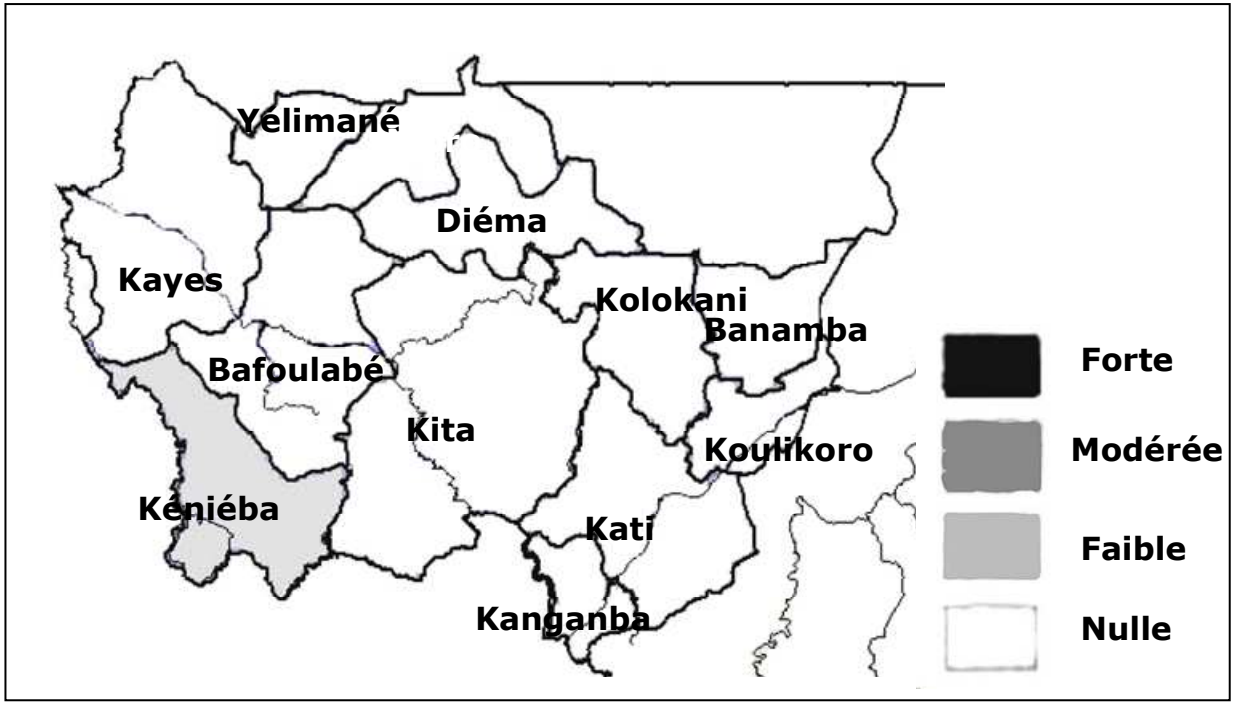 Yélimané
Diéma
Kayes
Kolokani
Banamba
Bafoulabé
Kita
Koulikoro
Kéniéba
Kati
Kanganba
Forte
Modérée
Faible
Nulle